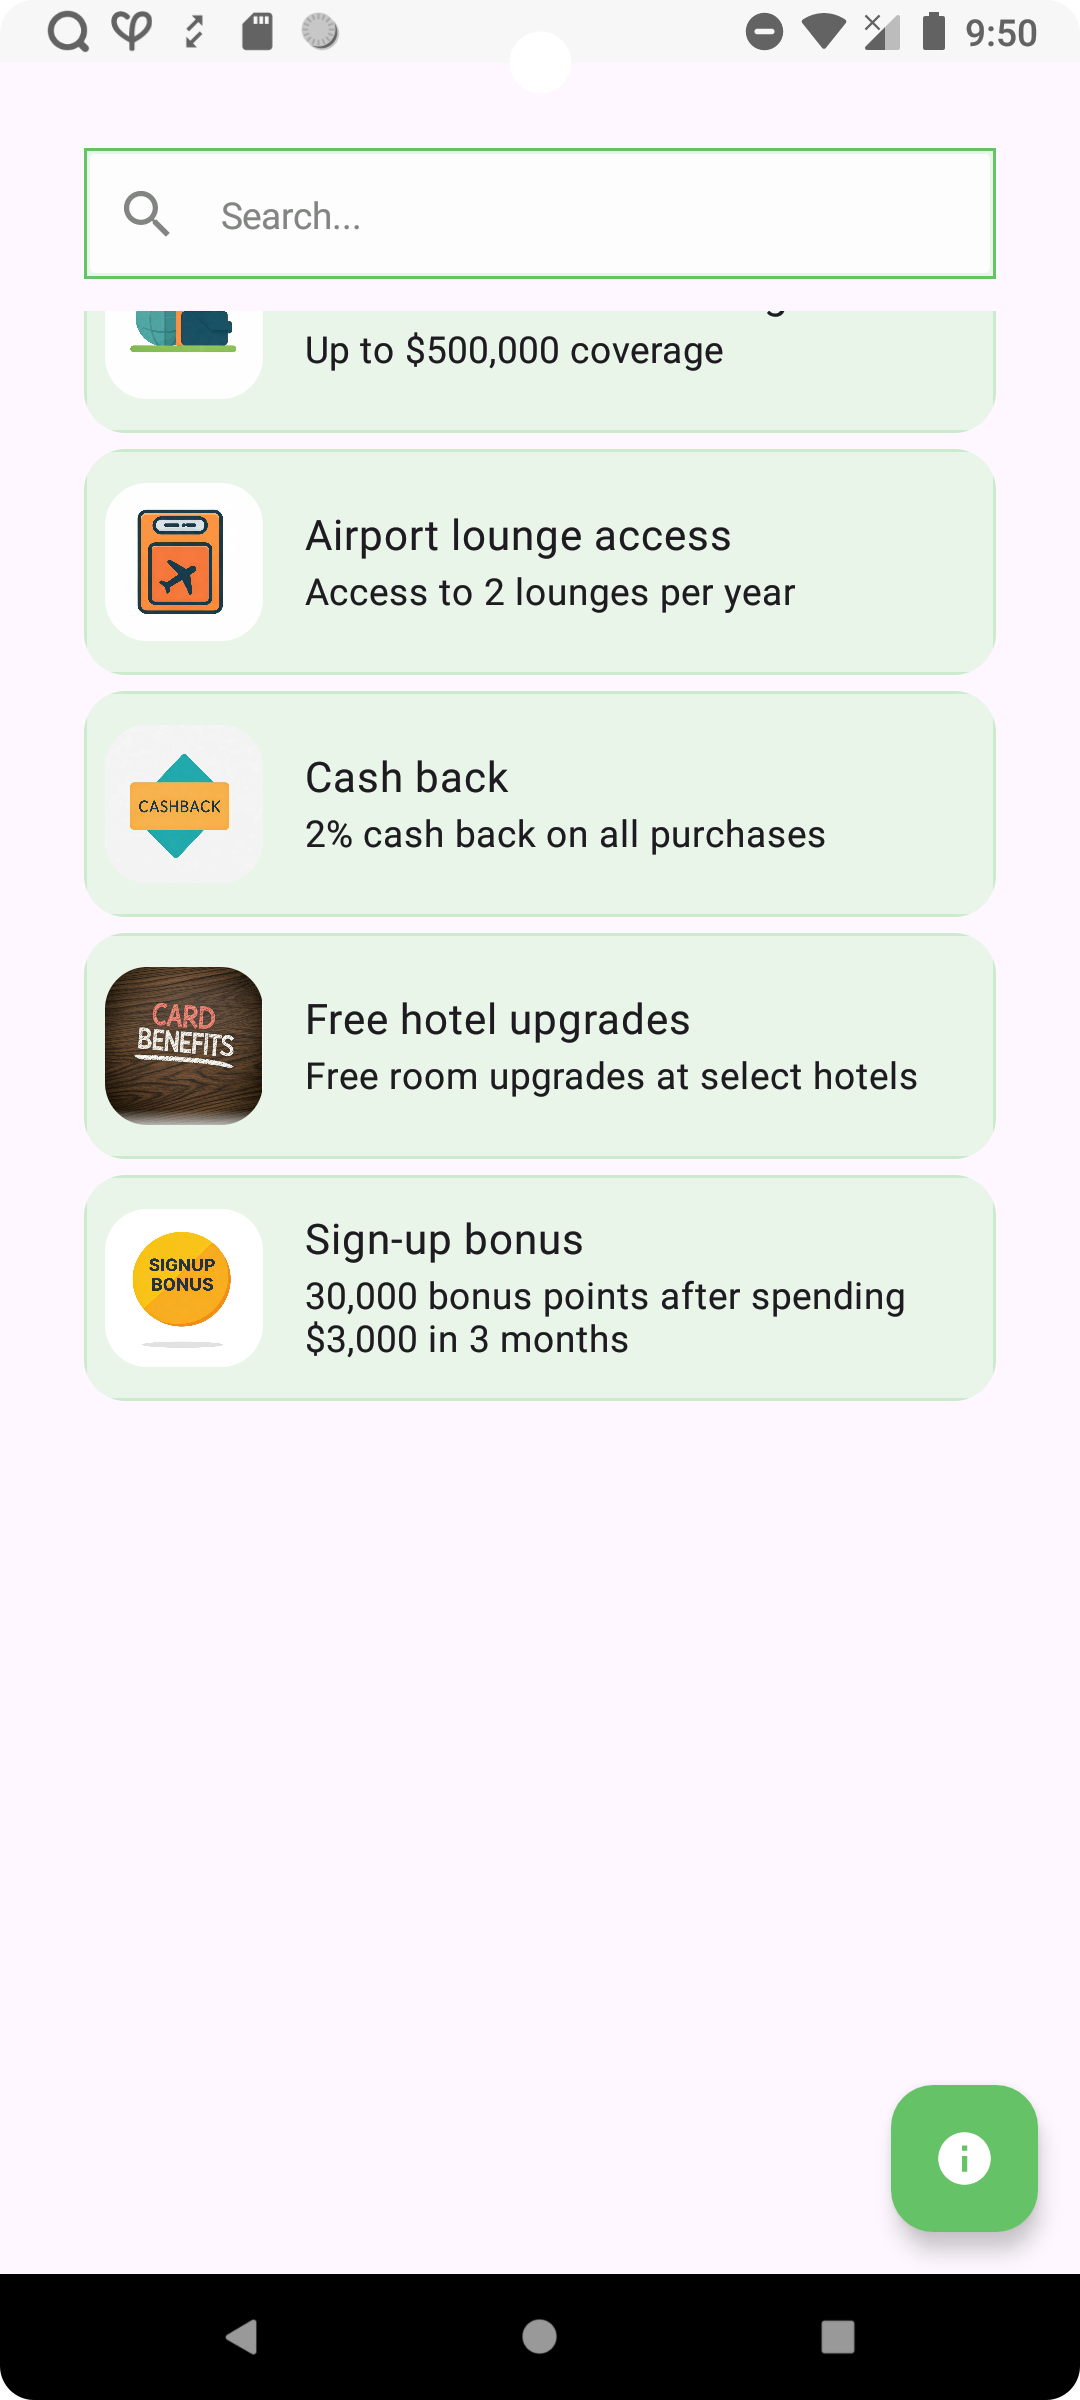 9:50
Search...
Up to $500,000 coverage
Airport lounge access
Access to 2 lounges per year
CASHBACK
Cash back
2% cash back on all purchases
CARD
BENEFITS
Free hotel upgrades
Free room upgrades at select hotels
SIGNUP
BONUS
Sign-up bonus
30,000 bonus points after spending
$3,000 in 3 months